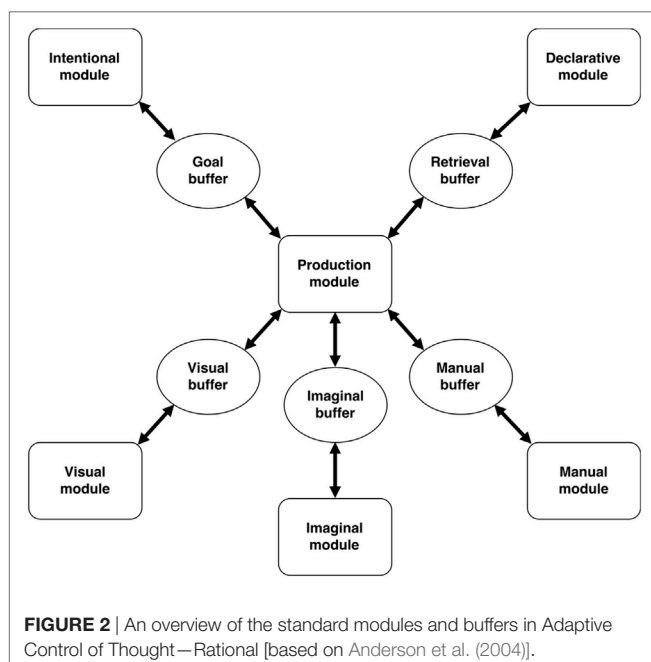 Intentional
module
Declarative
module
Goal
buffer
Retrieval
buffer
Production
module
Visual
buffer
Imaginal
buffer
Manual
buffer
Visual
module
Imaginal
module
Manual
module
FIGURE 2 | An overview of the standard modules and buffers in Adaptive
Control of Thought—Rational [based on Anderson et al. (2004)].